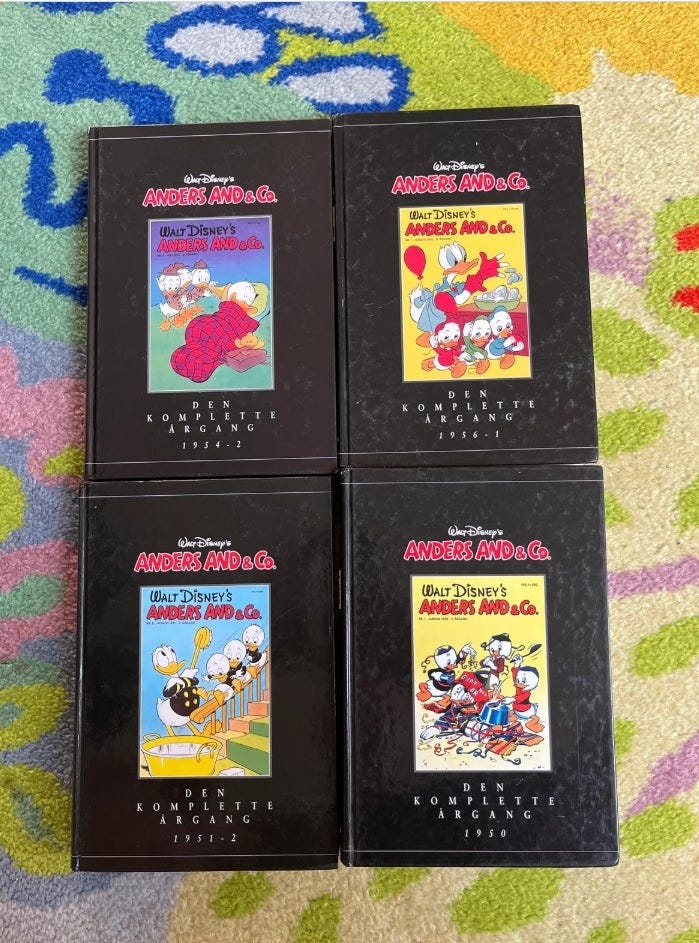 Walt Disney's
ANDERS AND & Co.
WALT DISNEY'S
ANDERS AND & Co.
DEN
KOMPLETTE
ÅRGANG
1954-2
Walt Disney's
ANDERS AND & Co.
WALT DISNEY'S
ANDERS AND & Co.
DEN
KOMPLETTE
ÅRGANG
1956-1
Walt Disney's
ANDERS AND & Co.
WALT DISNEY'S
ANDERS AND & Co.
DEN
KOMPLETTE
ÅRGANG
1951-2
Walt Disney's
ANDERS AND & Co.
WALT DISNEY'S
ANDERS AND & Co.
DEN
KOMPLETTE
ÅRGANG
1950